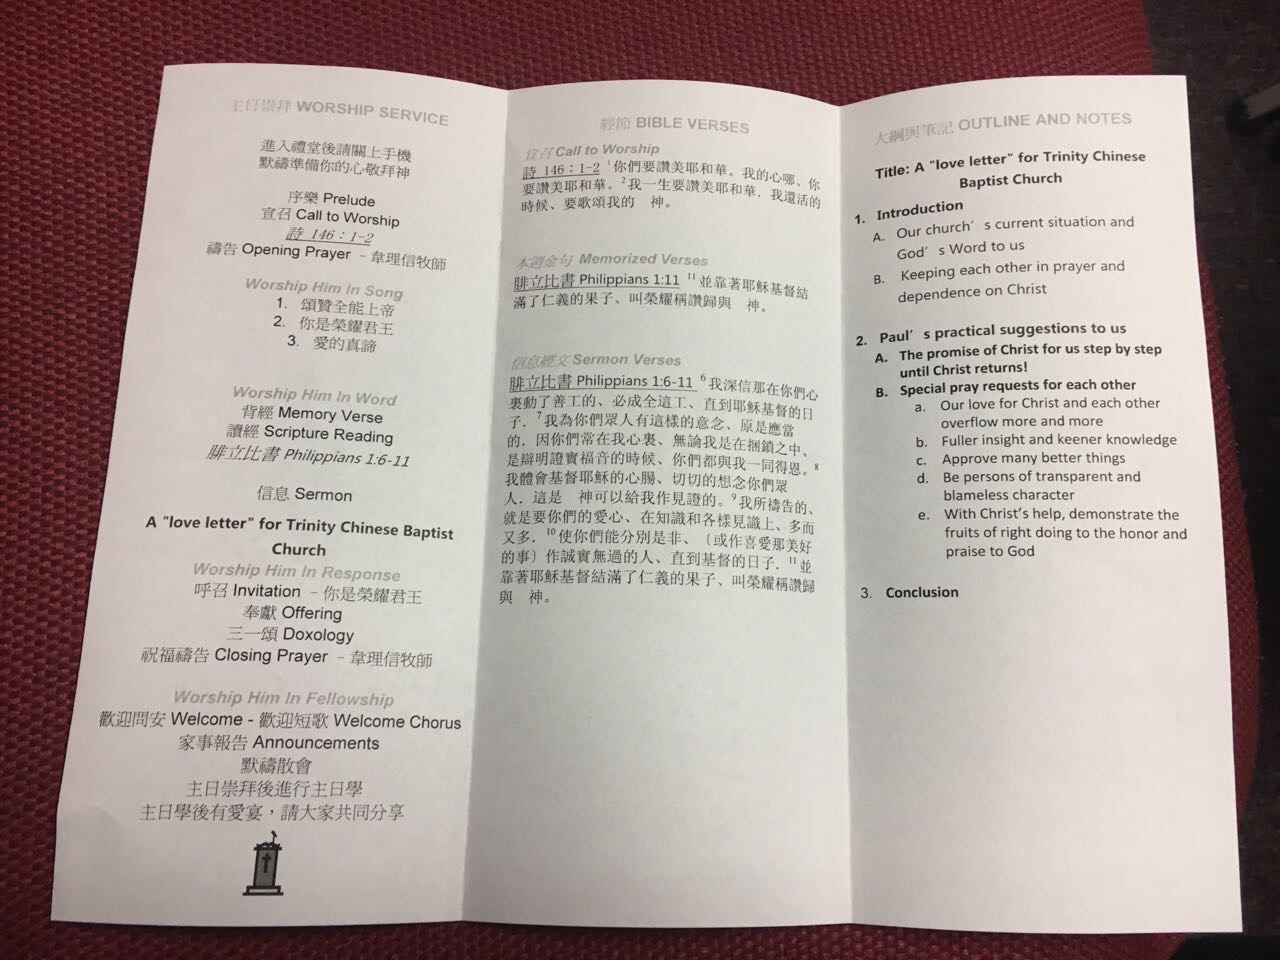 主日崇拜 WORSHIP SERVICE
進入禮堂後請關上手機
默禱準備你的心敬拜神
序樂 Prelude
宣召 Call to Worship
詩 146：1-2
禱告 Opening Prayer – 韋理信牧師
Worship Him In Song
1. 頌贊全能上帝
2. 你是榮耀君王
3. 愛的真諦
Worship Him In Word
背經 Memory Verse
讀經 Scripture Reading
腓立比書 Philippians 1:6-11
信息 Sermon
A "love letter" for Trinity Chinese Baptist
Church
Worship Him In Response
呼召 Invitation – 你是榮耀君王
奉獻 Offering
三一頌 Doxology
祝福禱告 Closing Prayer – 韋理信牧師
Worship Him In Fellowship
歡迎問安 Welcome - 歡迎短歌 Welcome Chorus
家事報告 Announcements
默禱散會
主日崇拜後進行主日學
主日學後有愛宴，請大家共同分享
經節 BIBLE VERSES
宣召 Call to Worship
詩 146：1-2 ¹你們要讚美耶和華。我的心哪、你
要讚美耶和華。²我一生要讚美耶和華．我還活的
時候、要歌頌我的　神。
本週金句 Memorized Verses
腓立比書 Philippians 1:11 ¹¹並靠著耶穌基督結
滿了仁義的果子、叫榮耀稱讚歸與　神。
信息經文 Sermon Verses
腓立比書 Philippians 1:6-11 ⁶我深信那在你們心
裏動了善工的、必成全這工、直到耶穌基督的日
子．⁷我為你們眾人有這樣的意念、原是應當
的．因你們常在我心裏、無論我是在捆鎖之中、
是辯明證實福音的時候、你們都與我一同得恩。⁸
我體會基督耶穌的心腸、切切的想念你們眾
人．這是　神可以給我作見證的。⁹我所禱告的、
就是要你們的愛心、在知識和各樣見識上、多而
又多．¹⁰使你們能分別是非、〔或作喜愛那美好
的事〕作誠實無過的人、直到基督的日子．¹¹並
靠著耶穌基督結滿了仁義的果子、叫榮耀稱讚歸
與　神。
大綱與筆記 OUTLINE AND NOTES
Title: A "love letter" for Trinity Chinese
Baptist Church
1. Introduction
A. Our church's current situation and
God's Word to us
B. Keeping each other in prayer and
dependence on Christ
2. Paul's practical suggestions to us
A. The promise of Christ for us step by step
until Christ returns!
B. Special pray requests for each other
a. Our love for Christ and each other
overflow more and more
b. Fuller insight and keener knowledge
c. Approve many better things
d. Be persons of transparent and
blameless character
e. With Christ's help, demonstrate the
fruits of right doing to the honor and
praise to God
3. Conclusion